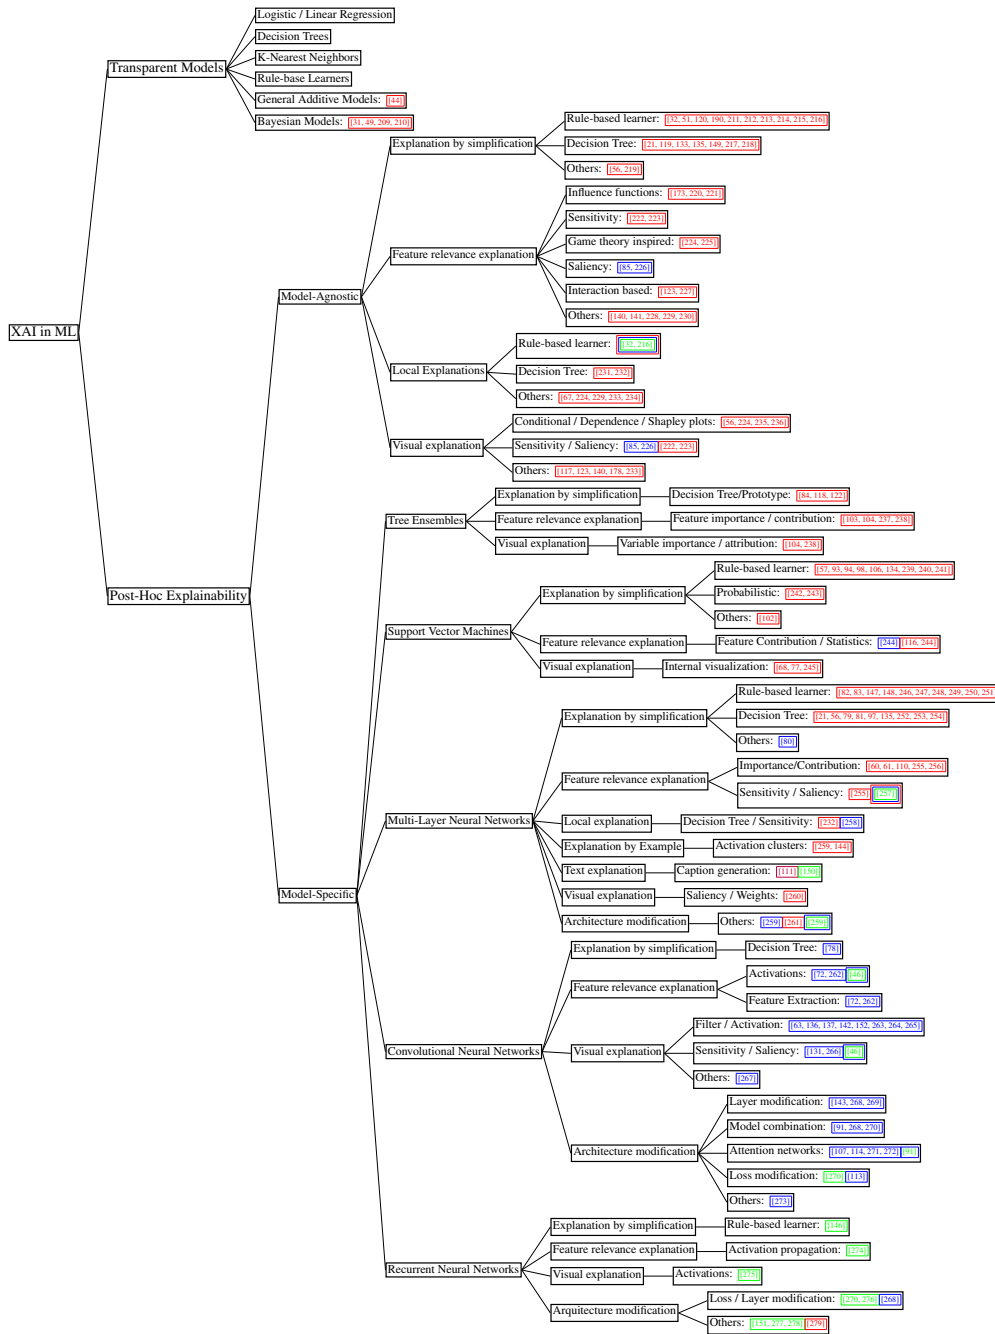 Logistic / Linear Regression
Decision Trees
K-Nearest Neighbors
Rule-base Learners
General Additive Models: [44]
Bayesian Models: [31, 49, 209, 210]
Transparent Models
XAI in ML
Post-Hoc Explainability
Model-Agnostic
Explanation by simplification
Rule-based learner: [32, 51, 120, 190, 211, 212, 213, 214, 215, 216]
Decision Tree: [21, 119, 133, 135, 149, 217, 218]
Others: [56, 219]
Feature relevance explanation
Influence functions: [173, 220, 221]
Sensitivity: [222, 223]
Game theory inspired: [224, 225]
Saliency: [85, 226]
Interaction based: [123, 227]
Others: [140, 141, 228, 229, 230]
Local Explanations
Rule-based learner: [32, 216]
Decision Tree: [231, 232]
Others: [67, 224, 229, 233, 234]
Visual explanation
Conditional / Dependence / Shapley plots: [56, 224, 235, 236]
Sensitivity / Saliency: [85, 226] [222, 223]
Others: [117, 123, 140, 178, 233]
Model-Specific
Tree Ensembles
Explanation by simplification
Decision Tree/Prototype: [84, 118, 122]
Feature relevance explanation
Feature importance / contribution: [103, 104, 237, 238]
Visual explanation
Variable importance / attribution: [104, 238]
Support Vector Machines
Explanation by simplification
Rule-based learner: [57, 93, 94, 98, 106, 134, 239, 240, 241]
Probabilistic: [242, 243]
Others: [102]
Feature relevance explanation
Feature Contribution / Statistics: [244] [116, 244]
Visual explanation
Internal visualization: [68, 77, 245]
Multi-Layer Neural Networks
Explanation by simplification
Rule-based learner: [82, 83, 147, 148, 246, 247, 248, 249, 250, 251]
Decision Tree: [21, 56, 79, 81, 97, 135, 252, 253, 254]
Others: [80]
Feature relevance explanation
Importance/Contribution: [60, 61, 110, 255, 256]
Sensitivity / Saliency: [255] [257]
Local explanation
Decision Tree / Sensitivity: [232] [258]
Explanation by Example
Activation clusters: [259, 144]
Text explanation
Caption generation: [111] [150]
Visual explanation
Saliency / Weights: [260]
Architecture modification
Others: [259] [261] [259]
Convolutional Neural Networks
Explanation by simplification
Decision Tree: [78]
Feature relevance explanation
Activations: [72, 262] [46]
Feature Extraction: [72, 262]
Visual explanation
Filter / Activation: [63, 136, 137, 142, 152, 263, 264, 265]
Sensitivity / Saliency: [131, 266] [46]
Others: [267]
Architecture modification
Layer modification: [143, 268, 269]
Model combination: [91, 268, 270]
Attention networks: [107, 114, 271, 272] [91]
Loss modification: [270] [113]
Others: [273]
Recurrent Neural Networks
Explanation by simplification
Rule-based learner: [146]
Feature relevance explanation
Activation propagation: [274]
Visual explanation
Activations: [275]
Arquitecture modification
Loss / Layer modification: [270, 276] [268]
Others: [151, 277, 278] [279]